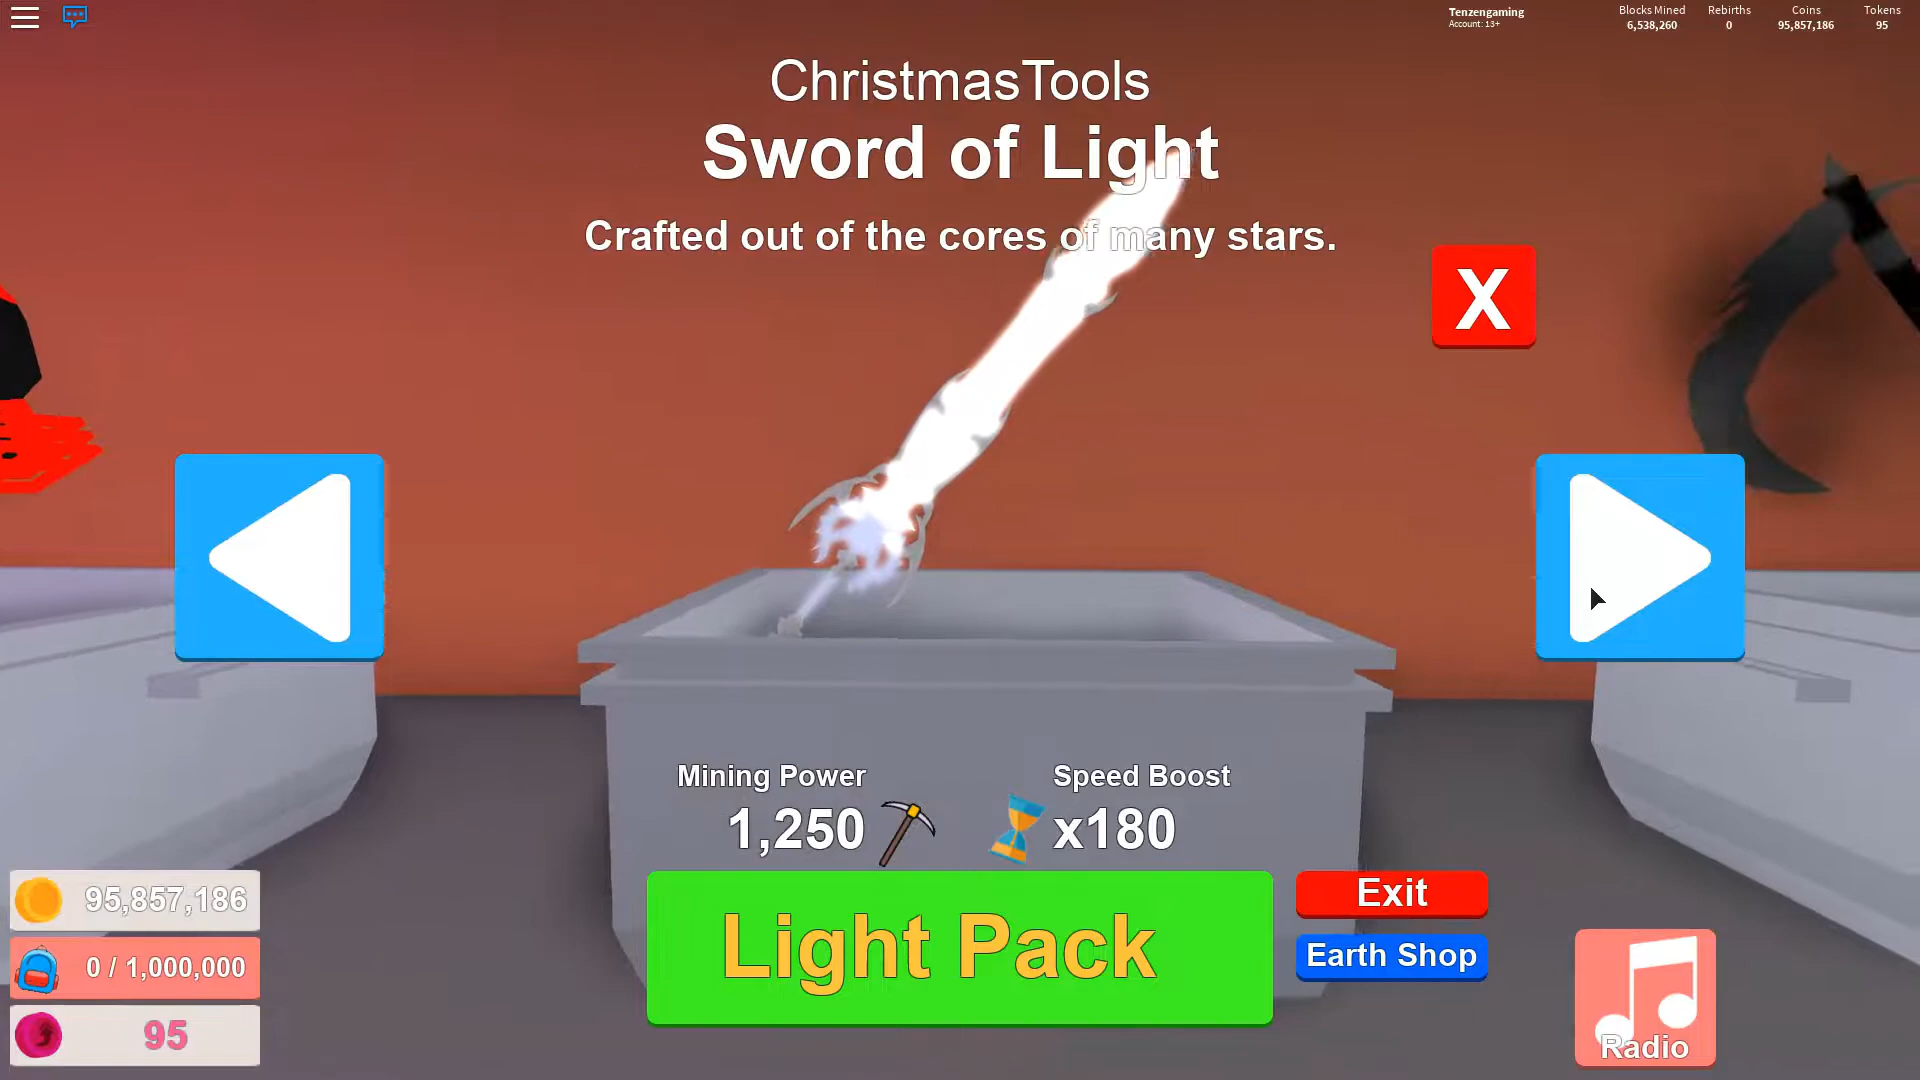 Tenzengaming
Account: 13+
Blocks Mined
6,538,260
Rebirths
0
Coins
95,857,186
Tokens
95
ChristmasTools
Sword of Light
Crafted out of the cores of many stars.
X
Mining Power
1,250
Speed Boost
x180
Light Pack
Exit
Earth Shop
95,857,186
0 / 1,000,000
95
Radio